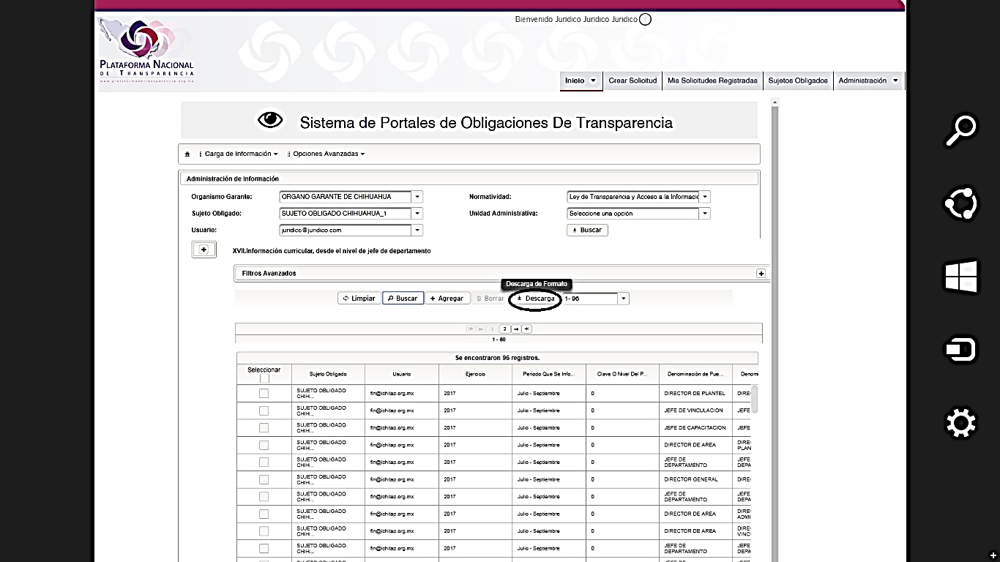 Bienvenido Juridico Juridico Juridico
PLATAFORMA NACIONAL
DE TRANSPARENCIA
www.plataformadetransparencia.org.mx
Inicio Crear Solicitud Mis Solicitudes Registradas Sujetos Obligados Administración
Sistema de Portales de Obligaciones De Transparencia
Carga de Información Opciones Avanzadas
Administración de Información
Organismo Garante: ORGANO GARANTE DE CHIHUAHUA Normatividad: Ley de Transparencia y Acceso a la Informació
Sujeto Obligado: SUJETO OBLIGADO CHIHUAHUA_1 Unidad Administrativa: Seleccione una opción
Usuario: juridico@juridico.com Buscar
XVII.Información curricular, desde el nivel de jefe de departamento
Filtros Avanzados
Descarga de Formato
Limpiar Buscar Agregar Borrar Descarga 1- 96
1 2
1 - 60
Se encontraron 96 registros.
Seleccionar Sujeto Obligado Usuario Ejercicio Periodo Que Se Info... Clave O Nivel Del P... Denominación de Pue... Denomi
SUJETO OBLIGADO CHIH... fin@ichitap.org.mx 2017 Julio - Septiembre 0 DIRECTOR DE PLANTEL DIRE
SUJETO OBLIGADO CHIH... fin@ichitap.org.mx 2017 Julio - Septiembre 0 JEFE DE VINCULACION JEFE
SUJETO OBLIGADO CHIH... fin@ichitap.org.mx 2017 Julio - Septiembre 0 JEFE DE CAPACITACION JEFE
SUJETO OBLIGADO CHIH... fin@ichitap.org.mx 2017 Julio - Septiembre 0 DIRECTOR DE AREA DIRE PLAN
SUJETO OBLIGADO CHIH... fin@ichitap.org.mx 2017 Julio - Septiembre 0 JEFE DE DEPARTAMENTO JEFE DEPA
SUJETO OBLIGADO CHIH... fin@ichitap.org.mx 2017 Julio - Septiembre 0 DIRECTOR GENERAL DIRE
SUJETO OBLIGADO CHIH... fin@ichitap.org.mx 2017 Julio - Septiembre 0 JEFE DE DEPARTAMENTO JEFE DEPA
SUJETO OBLIGADO CHIH... fin@ichitap.org.mx 2017 Julio - Septiembre 0 DIRECTOR DE AREA DIRE ADMI
SUJETO OBLIGADO CHIH... fin@ichitap.org.mx 2017 Julio - Septiembre 0 DIRECTOR DE AREA DIRE VINC
SUJETO OBLIGADO CHIH... fin@ichitap.org.mx 2017 Julio - Septiembre 0 JEFE DE DEPARTAMENTO JEFE DEPA